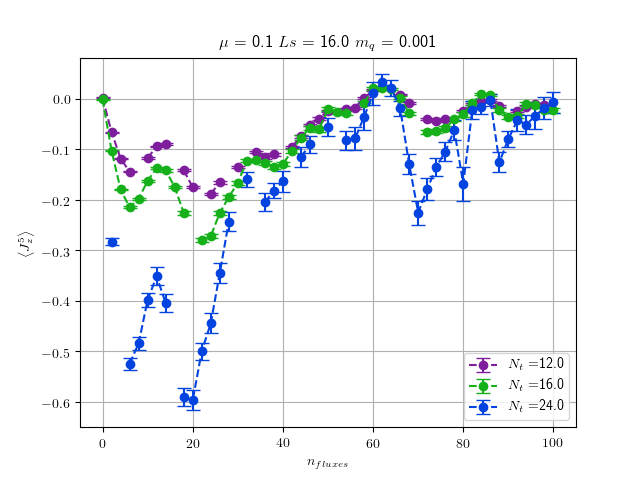 μ = 0.1 Ls = 16.0 m_q = 0.001
0.0
−0.1
−0.2
−0.3
−0.4
−0.5
−0.6
⟨J_z^5⟩
0 20 40 60 80 100
n_{fluxes}
N_t =12.0
N_t =16.0
N_t =24.0